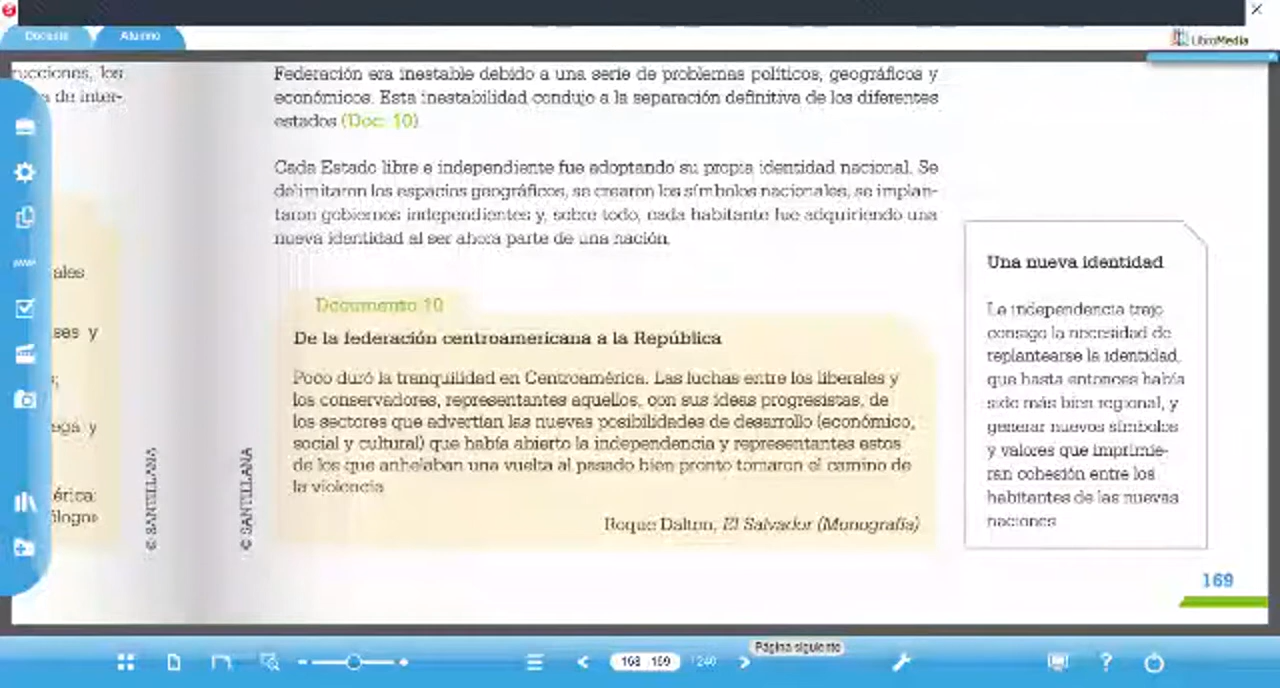 Docente
Alumno
LibroMedia
rucciones, los
a de inter-
ales
ses y
ega y
érica:
ílogn»
© SANTILLANA
© SANTILLANA
Federación era inestable debido a una serie de problemas políticos, geográficos y
económicos. Esta inestabilidad condujo a la separación definitiva de los diferentes
estados (Doc. 10)
Cada Estado libre e independiente fue adoptando su propia identidad nacional. Se
delimitaron los espacios geográficos, se crearon los símbolos nacionales, se implan-
taron gobiernos independientes y, sobre todo, cada habitante fue adquiriendo una
nueva identidad al ser ahora parte de una nación.
Documento 10
De la federación centroamericana a la República
Poco duró la tranquilidad en Centroamérica. Las luchas entre los liberales y
los conservadores, representantes aquellos, con sus ideas progresistas, de
los sectores que advertían las nuevas posibilidades de desarrollo (económico,
social y cultural) que había abierto la independencia y representantes estos
de los que anhelaban una vuelta al pasado bien pronto tomaron el camino de
la violencia
Roque Dalton, El Salvador (Monografía)
Una nueva identidad
La independencia trajo
consigo la necesidad de
replantearse la identidad,
que hasta entonces había
sido más bien regional, y
generar nuevos símbolos
y valores que imprimie-
ran cohesión entre los
habitantes de las nuevas
naciones
169
168 169
/240
Página siguiente